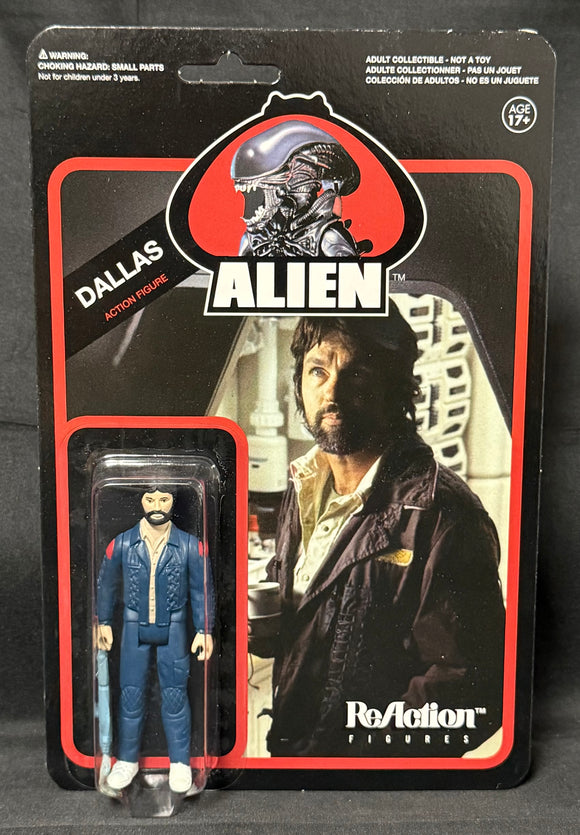 ⚠ WARNING:
CHOKING HAZARD: SMALL PARTS
Not for children under 3 years.
ADULT COLLECTIBLE - NOT A TOY
ADULTE COLLECTIONNER - PAS UN JOUET
COLECCIÓN DE ADULTOS - NO ES UN JUGUETE
AGE
17+
DALLAS
ACTION FIGURE
ALIEN™
ReAction™
FIGURES